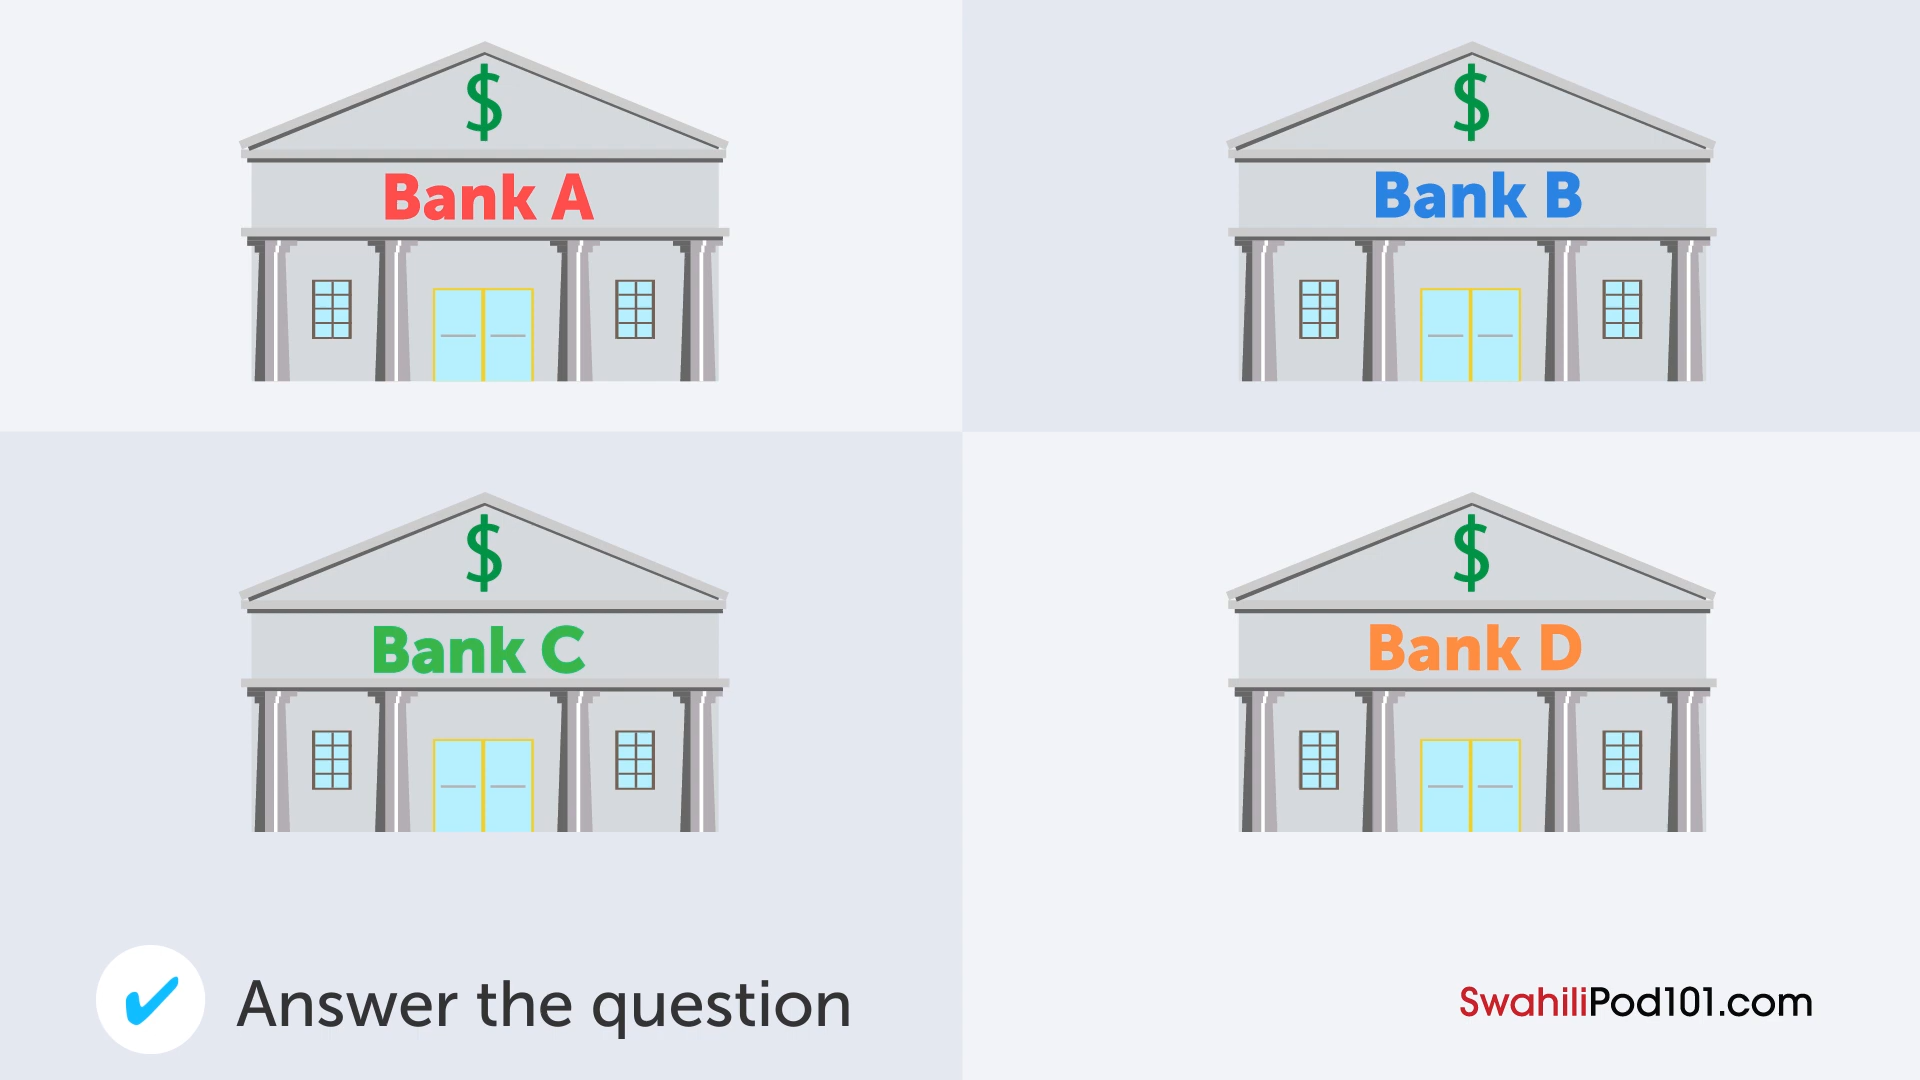 $
Bank A
$
Bank B
$
Bank C
$
Bank D
Answer the question
SwahiliPod101.com